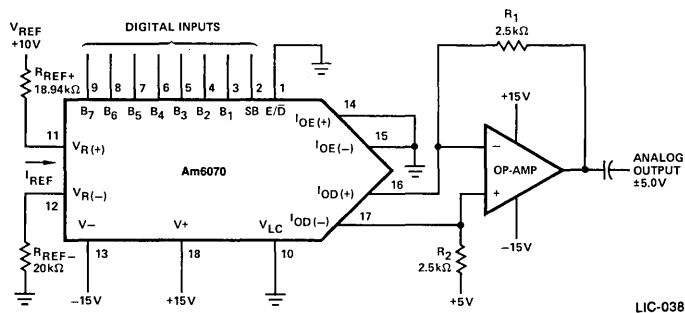 VREF
+10V
DIGITAL INPUTS
R1
2.5kΩ
RREF+
18.94kΩ
9 8 7 6 5 4 3 2 1
B7 B6 B5 B4 B3 B2 B1 SB E/D̅
14
IOE(+)
15
IOE(−)
+15V
11
VR(+)
IREF
Am6070
16
IOD(+)
−
OP-AMP
+
ANALOG
OUTPUT
±5.0V
12
VR(−)
17
IOD(−)
V− V+ VLC
RREF−
20kΩ
13 18 10
−15V +15V
R2
2.5kΩ
−15V
+5V
LIC-038